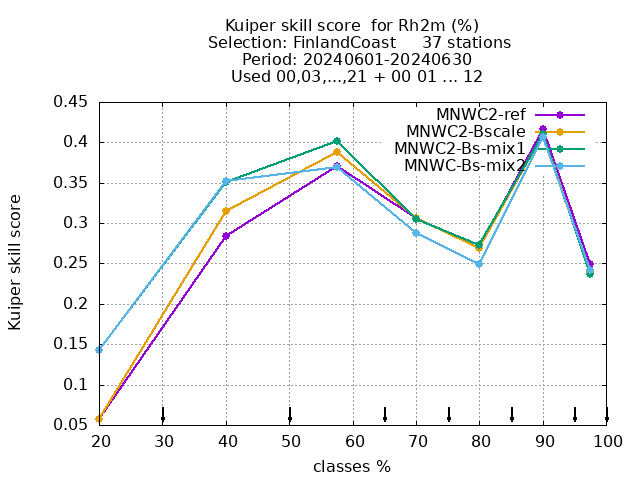 Kuiper skill score  for Rh2m (%)
Selection: FinlandCoast     37 stations
Period: 20240601-20240630
Used 00,03,...,21 + 00 01 ... 12
0.45
0.4
0.35
0.3
0.25
0.2
0.15
0.1
0.05
Kuiper skill score
MNWC2-ref
MNWC2-Bscale
MNWC2-Bs-mix1
MNWC-Bs-mix2
20 30 40 50 60 70 80 90 100
classes %